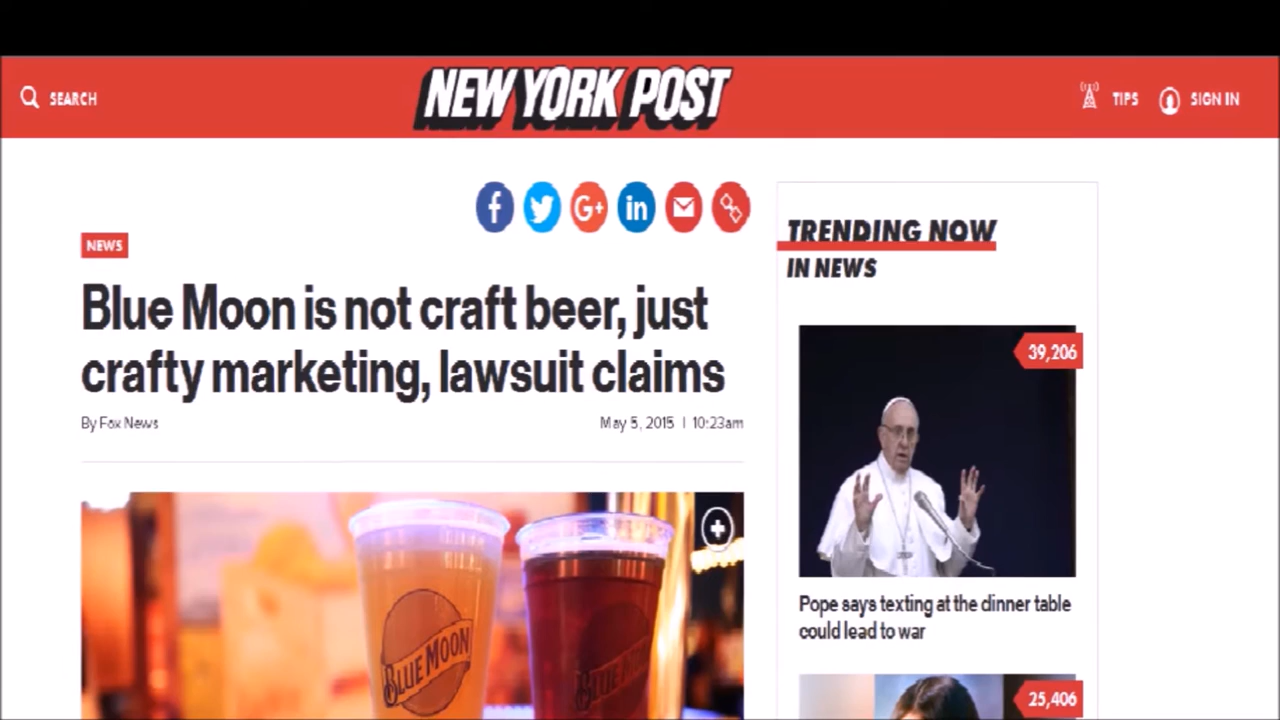 SEARCH
NEW YORK POST
TIPS
SIGN IN
NEWS
Blue Moon is not craft beer, just
crafty marketing, lawsuit claims
By Fox News
May 5, 2015 | 10:23am
BLUE MOON
BLUE MOON
TRENDING NOW
IN NEWS
39,206
Pope says texting at the dinner table
could lead to war
25,406